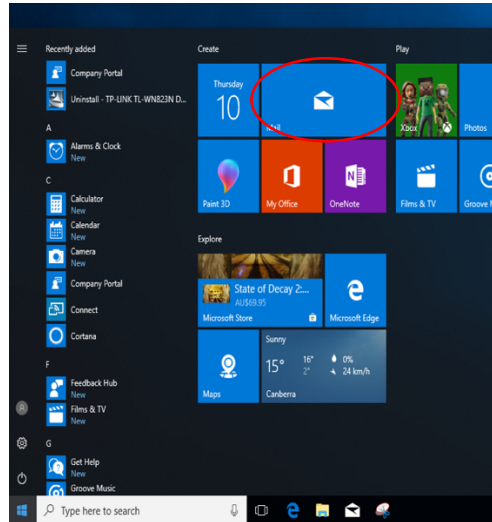 Recently added
Company Portal
Uninstall - TP-LINK TL-WN823N D...
A
Alarms & Clock
New
C
Calculator
New
Calendar
New
Camera
New
Company Portal
Connect
Cortana
F
Feedback Hub
New
Films & TV
New
G
Get Help
New
Groove Music
Create
Thursday
10
Mail
Paint 3D
My Office
OneNote
Explore
State of Decay 2:...
AU$69.95
Microsoft Store
Microsoft Edge
Maps
Sunny
15° 16° 0%
2° 24 km/h
Canberra
Play
Xbox
Photos
Films & TV
Groove M
Type here to search